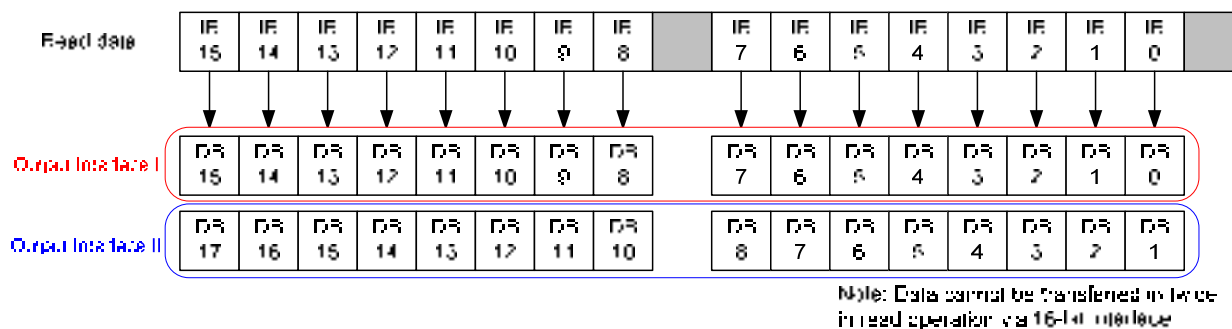 Read data
IB IB IB IB IB IB IB IB IB IB IB IB IB IB IB IB
15 14 13 12 11 10 9 8 7 6 5 4 3 2 1 0
Output Interface I
DB DB DB DB DB DB DB DB DB DB DB DB DB DB DB DB
15 14 13 12 11 10 9 8 7 6 5 4 3 2 1 0
Output Interface II
DB DB DB DB DB DB DB DB DB DB DB DB DB DB DB DB
17 16 15 14 13 12 11 10 8 7 6 5 4 3 2 1
Note: Data cannot be transferred in twice
in read operation via 16-bit interface